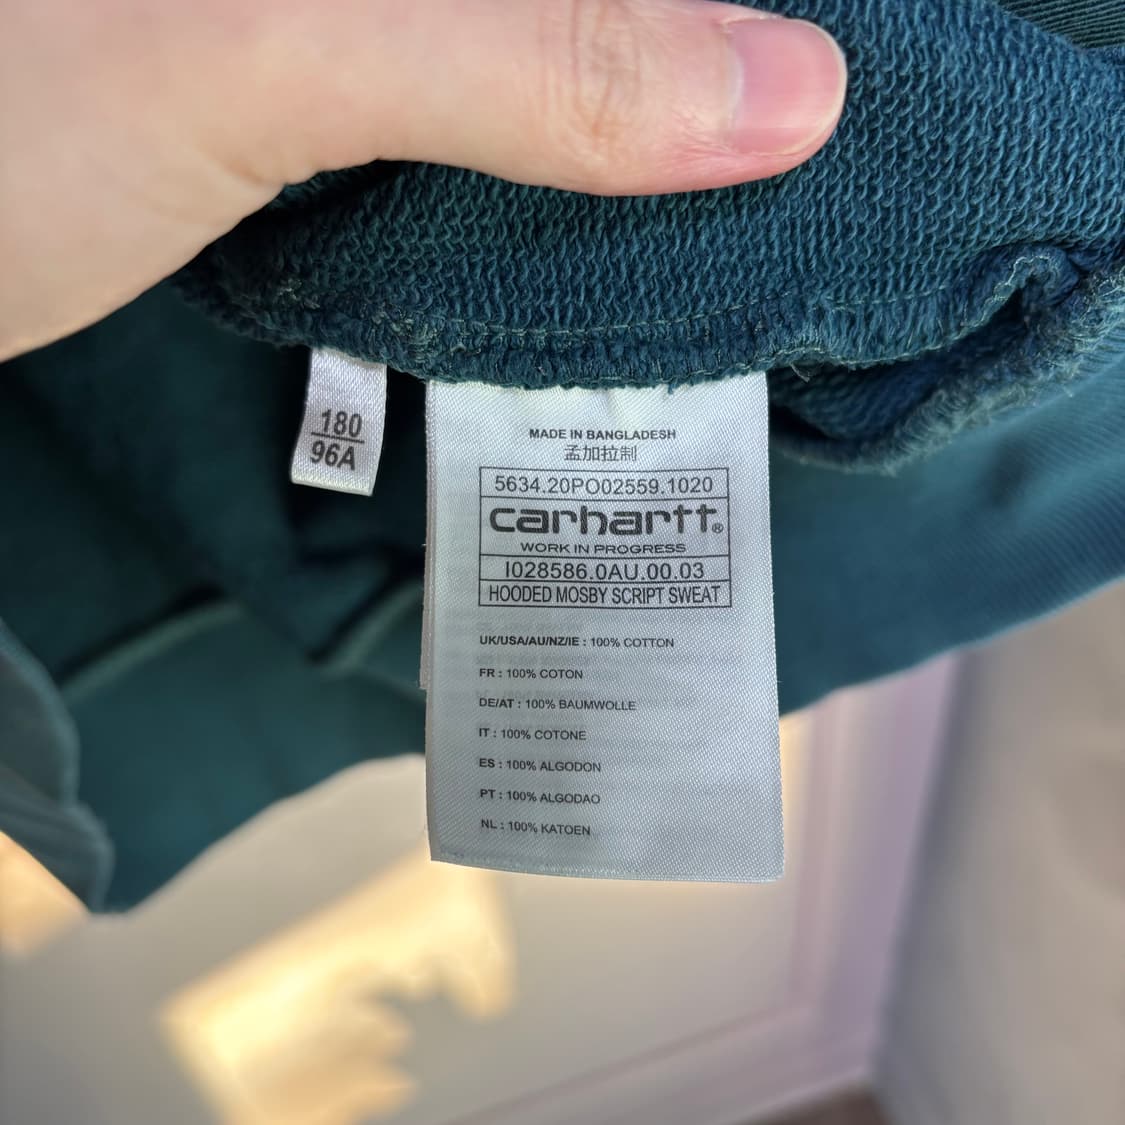 180
96A
MADE IN BANGLADESH
孟加拉制
5634.20PO02559.1020
carhartt®
WORK IN PROGRESS
I028586.0AU.00.03
HOODED MOSBY SCRIPT SWEAT
UK/USA/AU/NZ/IE : 100% COTTON
FR : 100% COTON
DE/AT : 100% BAUMWOLLE
IT : 100% COTONE
ES : 100% ALGODON
PT : 100% ALGODAO
NL : 100% KATOEN